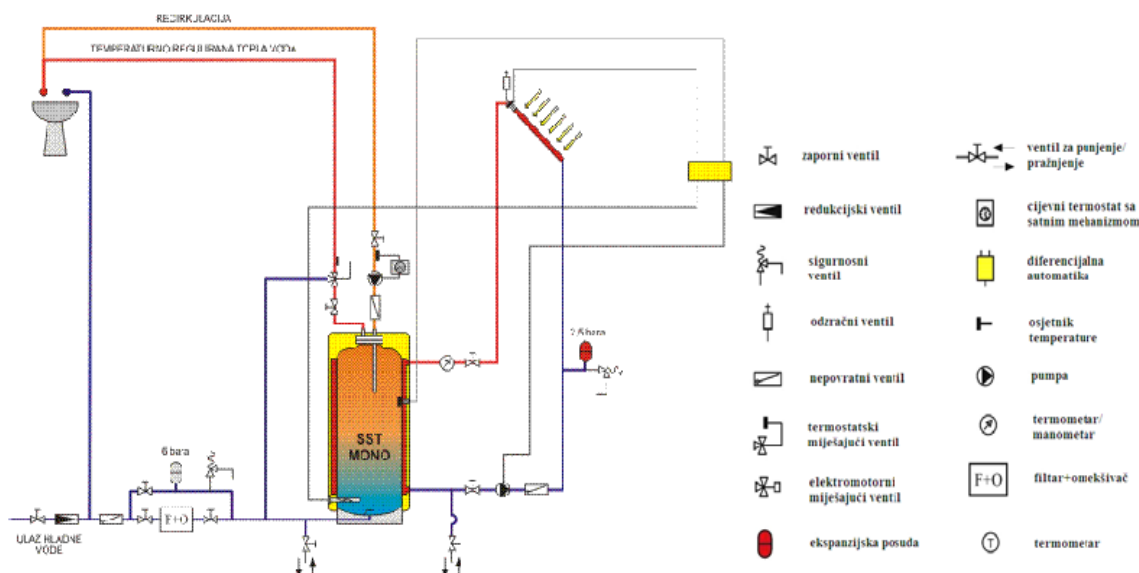 RECIRKULACIJA
TEMPERATURNO REGULIRANA TOPLA VODA
2,5 bara
SST
MONO
6 bara
F+O
ULAZ HLADNE
VODE
zaporni ventil
redukcijski ventil
sigurnosni
ventil
odzračni ventil
nepovratni ventil
termostatski
miješajući ventil
elektromotorni
miješajući ventil
ekspanzijska posuda
ventil za punjenje/
pražnjenje
cijevni termostat sa
satnim mehanizmom
diferencijalna
automatika
osjetnik
temperature
pumpa
termometar/
manometar
F+O
filtar+omekšivač
T
termometar